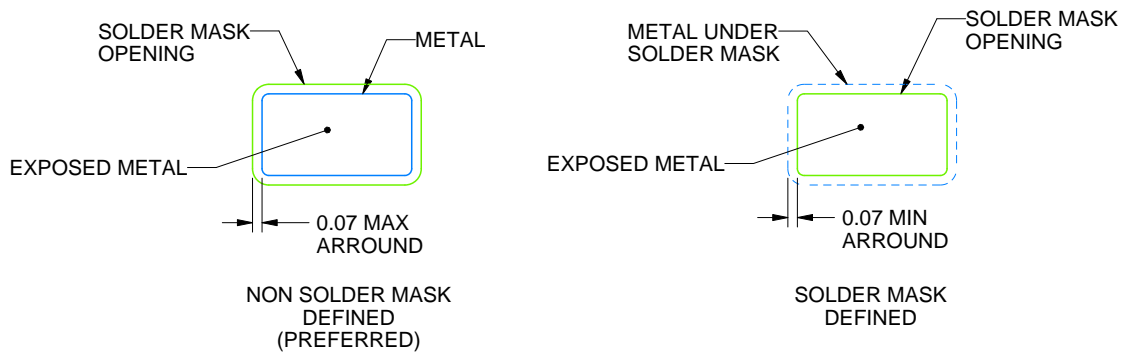 SOLDER MASK
OPENING
METAL
EXPOSED METAL
0.07 MAX
ARROUND
NON SOLDER MASK
DEFINED
(PREFERRED)
METAL UNDER
SOLDER MASK
SOLDER MASK
OPENING
EXPOSED METAL
0.07 MIN
ARROUND
SOLDER MASK
DEFINED